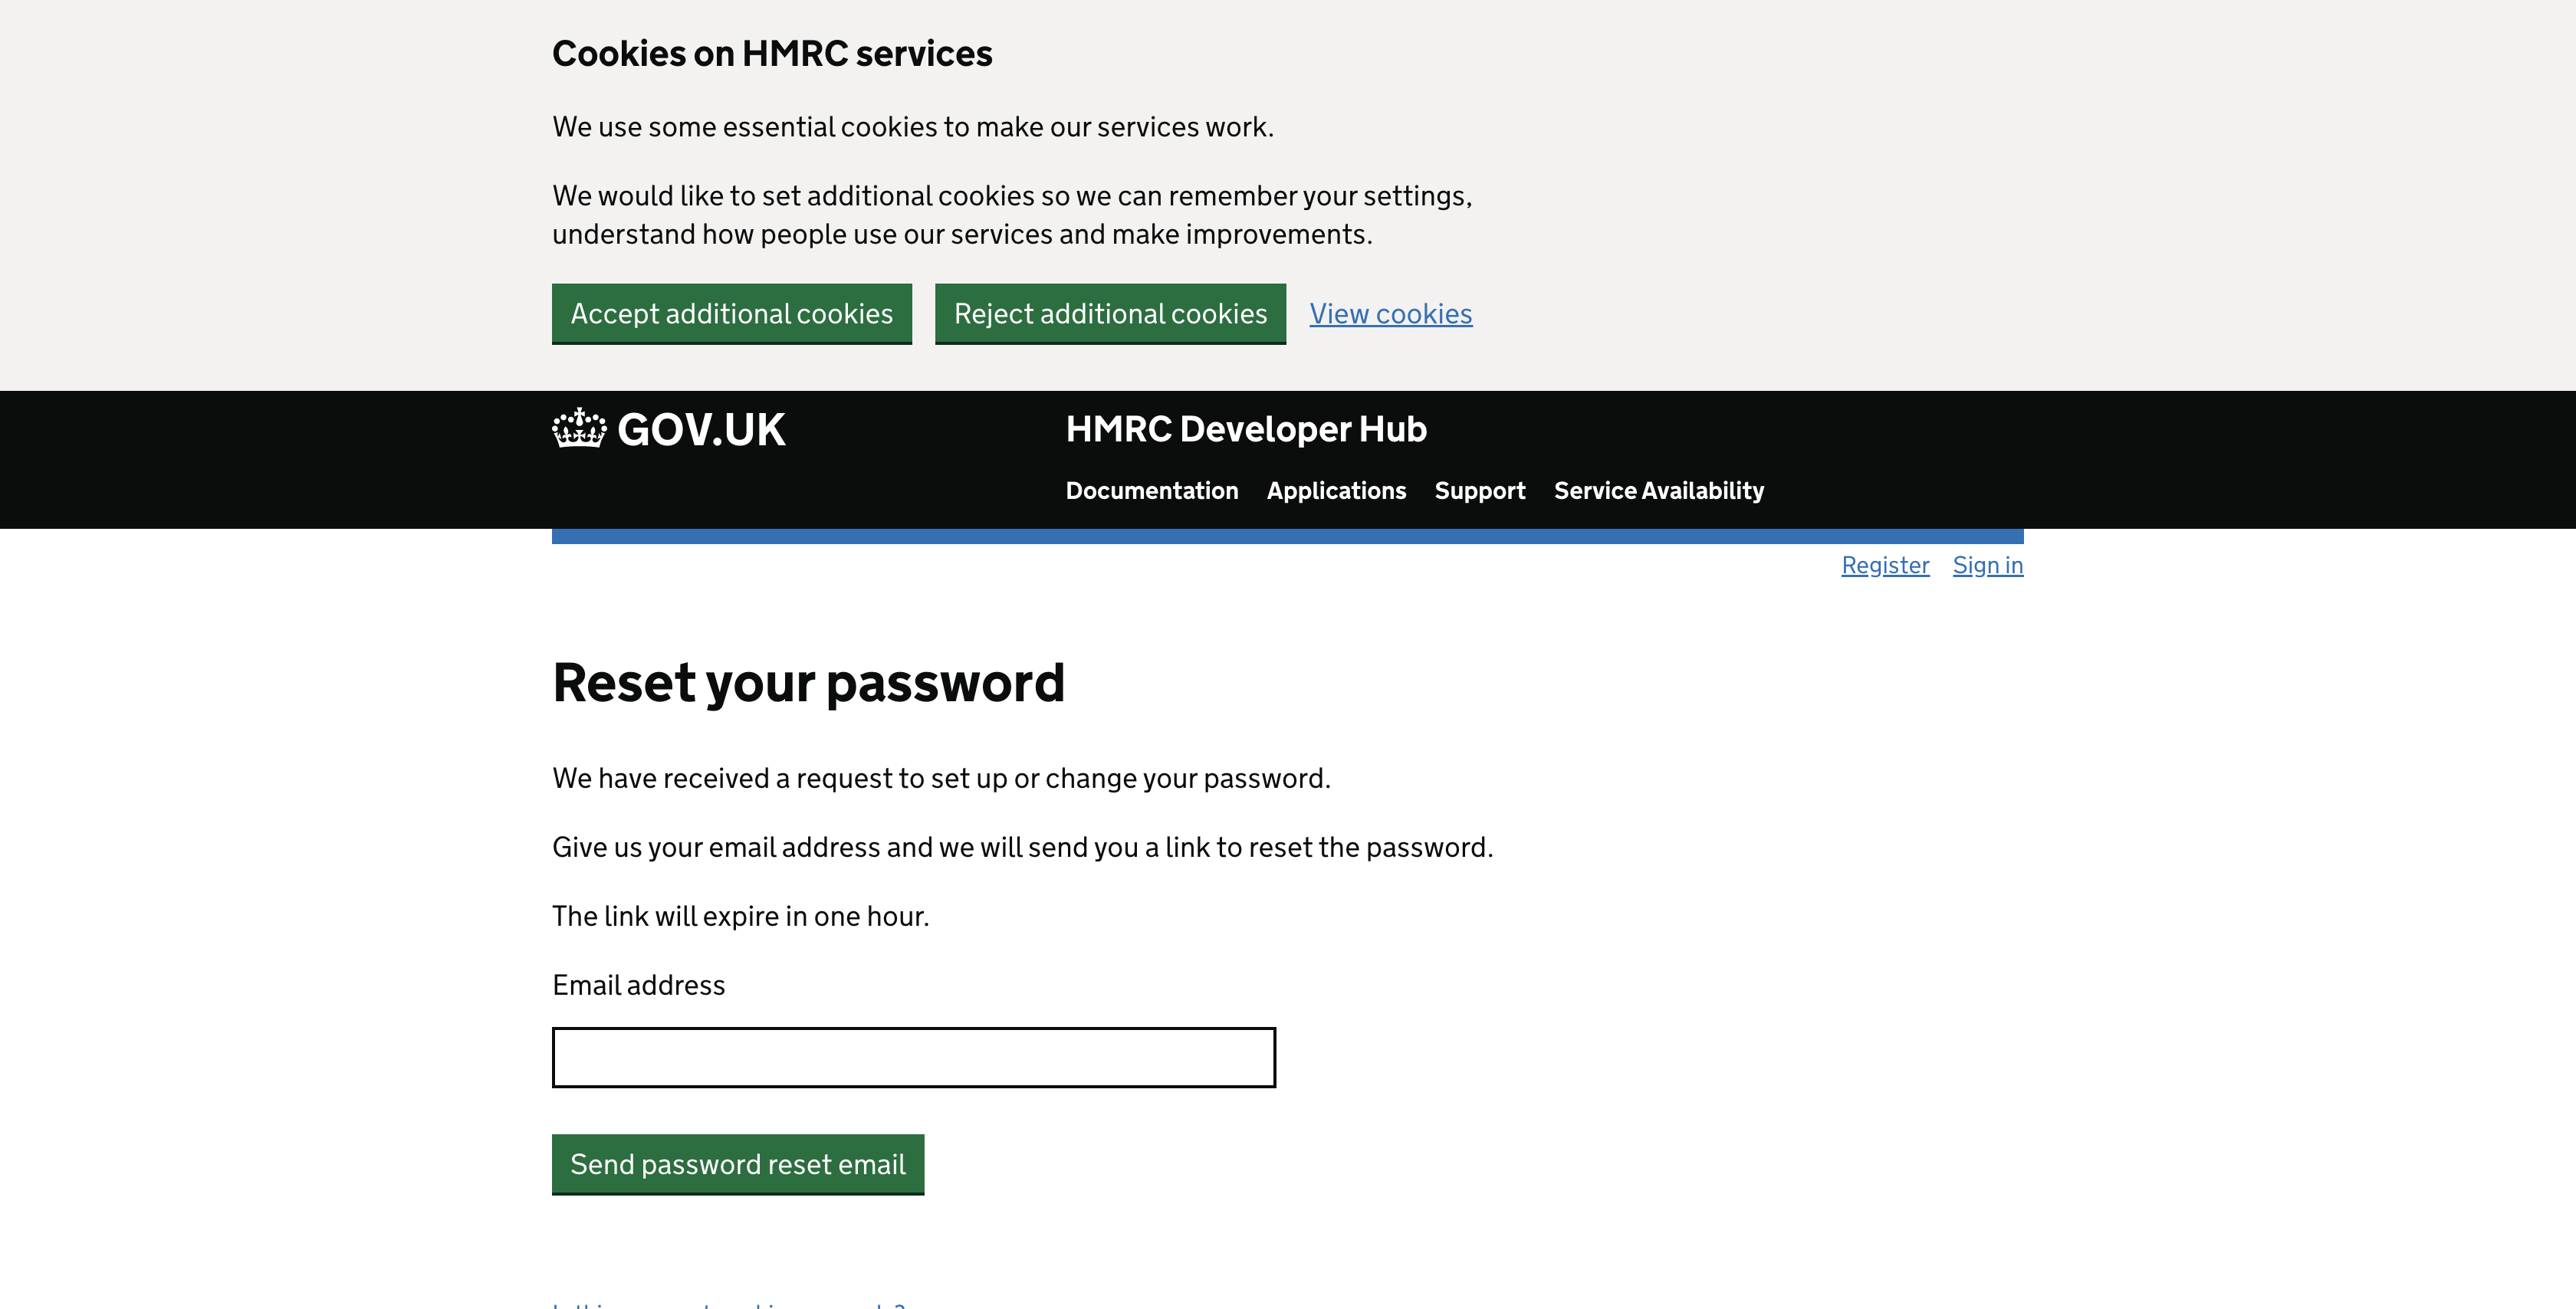 Cookies on HMRC services
We use some essential cookies to make our services work.
We would like to set additional cookies so we can remember your settings,
understand how people use our services and make improvements.
Accept additional cookies Reject additional cookies View cookies
GOV.UK HMRC Developer Hub
Documentation Applications Support Service Availability
Register Sign in
Reset your password
We have received a request to set up or change your password.
Give us your email address and we will send you a link to reset the password.
The link will expire in one hour.
Email address
Send password reset email